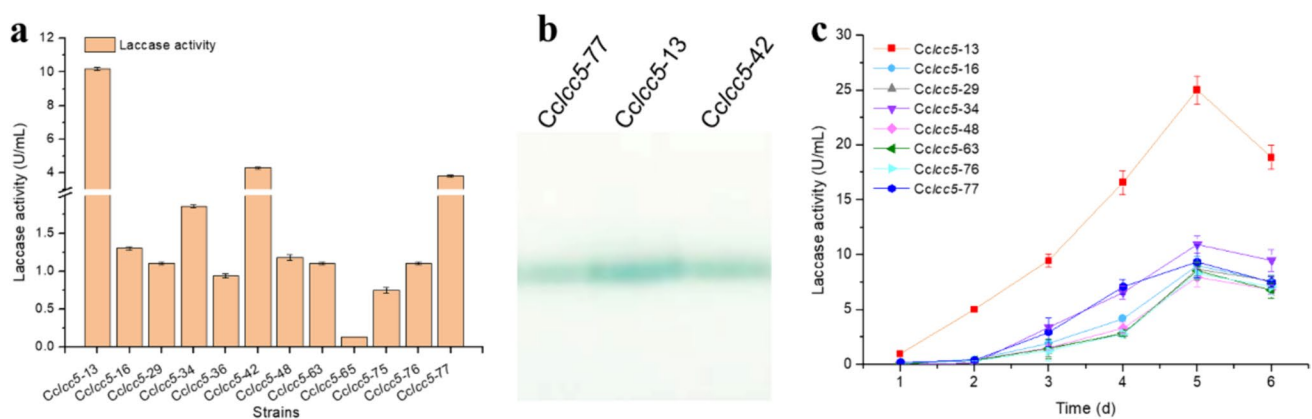 a
Laccase activity
Laccase activity (U/mL)
12
10
8
6
4
1.5
1.0
0.5
0.0
Cclcc5-13
Cclcc5-16
Cclcc5-29
Cclcc5-34
Cclcc5-36
Cclcc5-42
Cclcc5-48
Cclcc5-63
Cclcc5-65
Cclcc5-75
Cclcc5-76
Cclcc5-77
Strains
b
Cclcc5-77
Cclcc5-13
Cclcc5-42
c
Laccase activity (U/mL)
30
25
20
15
10
5
0
Cclcc5-13
Cclcc5-16
Cclcc5-29
Cclcc5-34
Cclcc5-48
Cclcc5-63
Cclcc5-76
Cclcc5-77
1 2 3 4 5 6
Time (d)